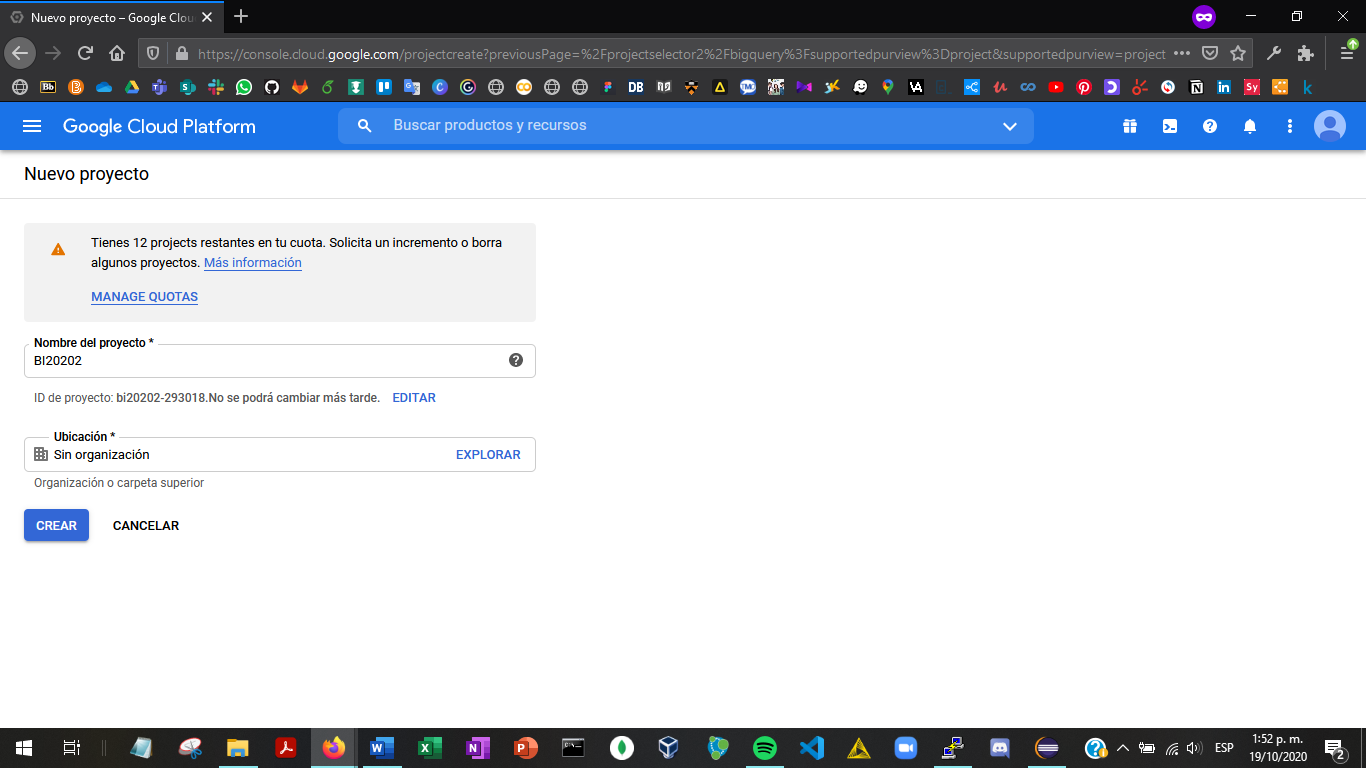 Nuevo proyecto – Google Clou
https://console.cloud.google.com/projectcreate?previousPage=%2Fprojectselector2%2Fbigquery%3Fsupportedpurview%3Dproject&supportedpurview=project
Google Cloud Platform
Buscar productos y recursos
Nuevo proyecto
Tienes 12 projects restantes en tu cuota. Solicita un incremento o borra
algunos proyectos. Más información
MANAGE QUOTAS
Nombre del proyecto *
BI20202
ID de proyecto: bi20202-293018.No se podrá cambiar más tarde. EDITAR
Ubicación *
Sin organización EXPLORAR
Organización o carpeta superior
CREAR CANCELAR
ESP
1:52 p. m.
19/10/2020
2